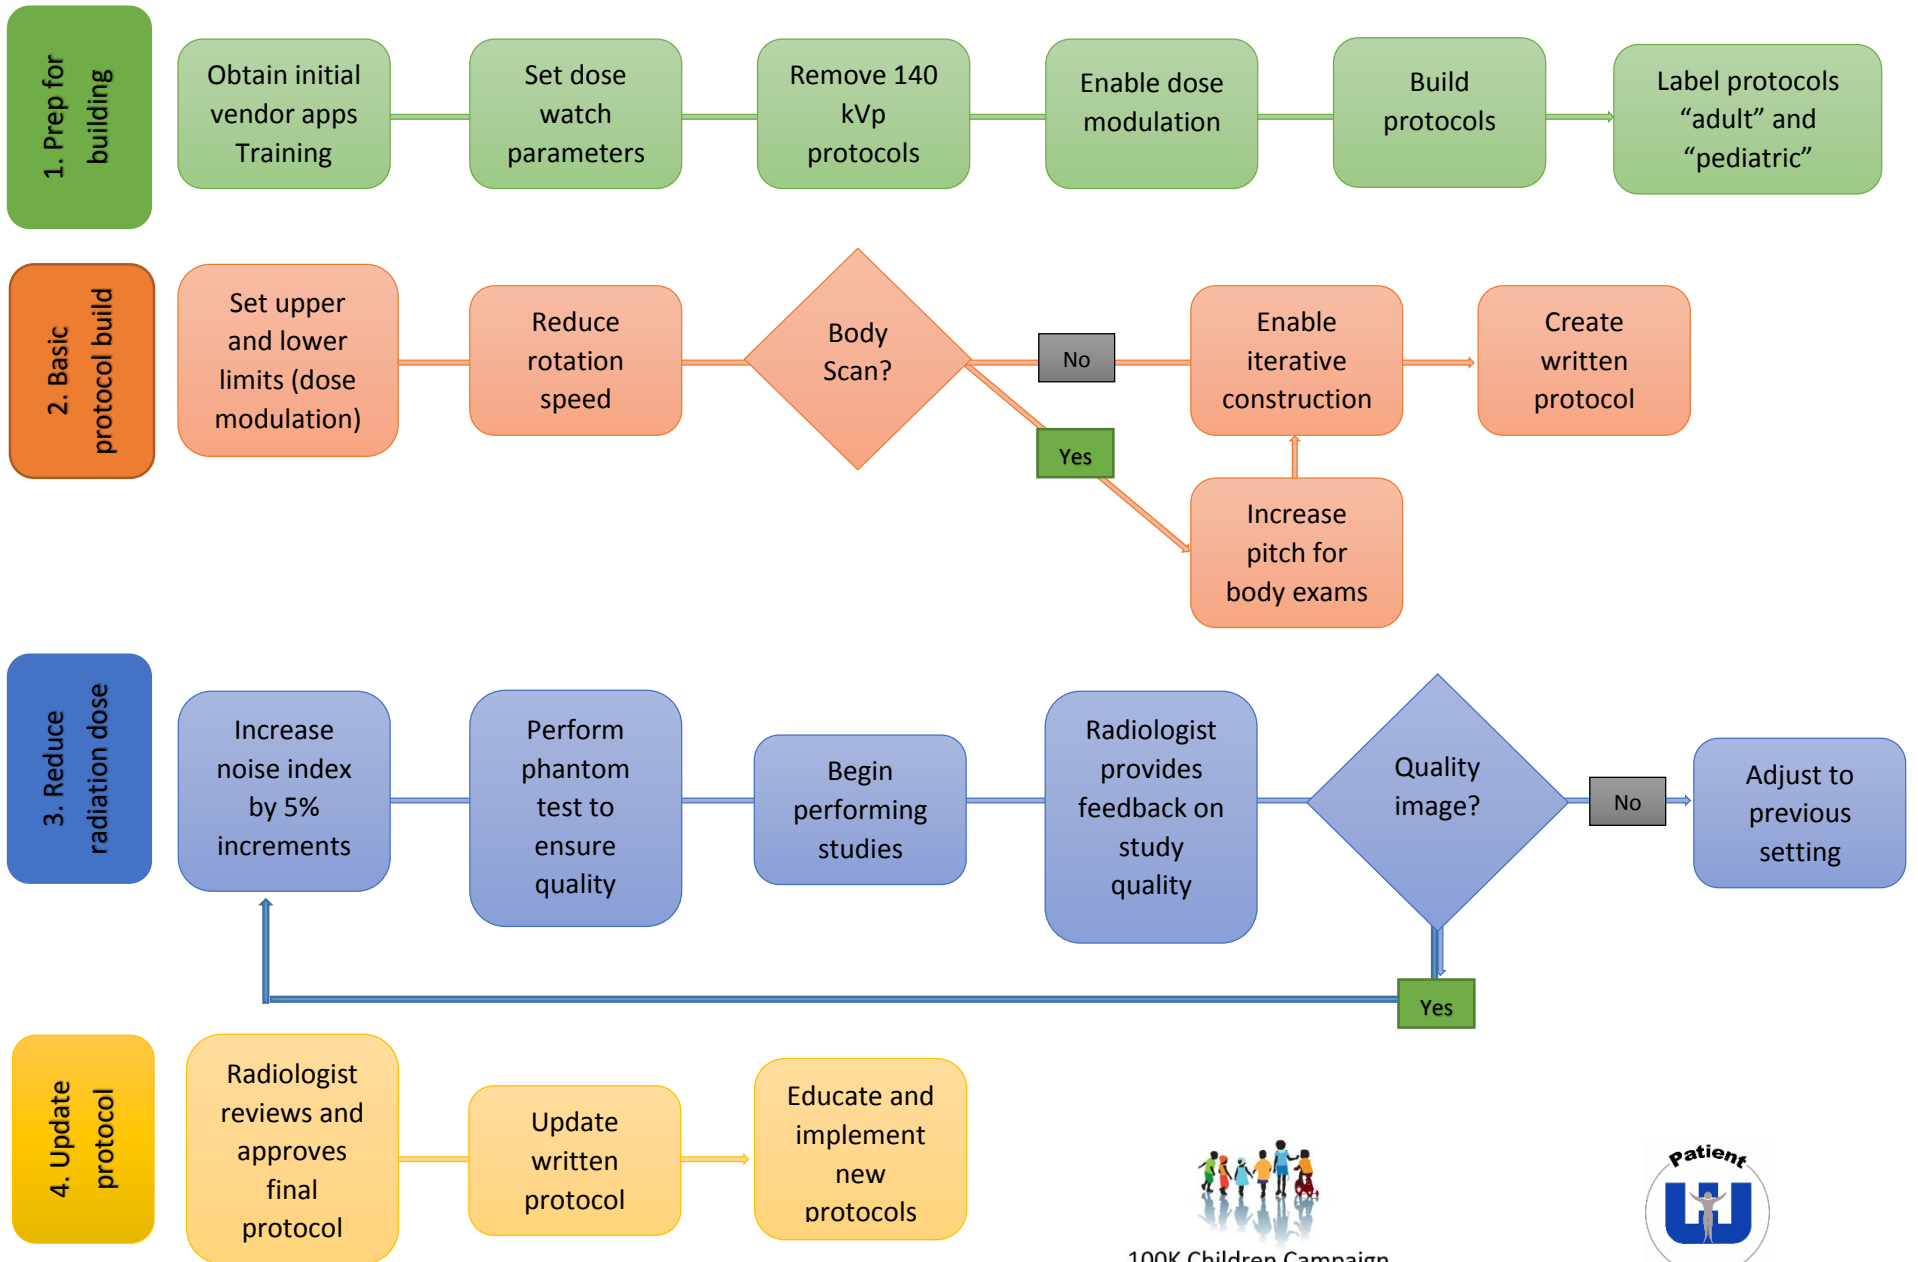 1. Prep for
building
Obtain initial
vendor apps
Training
Set dose
watch
parameters
Remove 140
kVp
protocols
Enable dose
modulation
Build
protocols
Label protocols
“adult” and
“pediatric”
2. Basic
protocol build
Set upper
and lower
limits (dose
modulation)
Reduce
rotation
speed
Body
Scan?
No
Yes
Increase
pitch for
body exams
Enable
iterative
construction
Create
written
protocol
3. Reduce
radiation dose
Increase
noise index
by 5%
increments
Perform
phantom
test to
ensure
quality
Begin
performing
studies
Radiologist
provides
feedback on
study
quality
Quality
image?
No
Adjust to
previous
setting
Yes
4. Update
protocol
Radiologist
reviews and
approves
final
protocol
Update
written
protocol
Educate and
implement
new
protocols
100K Children Campaign
Patient